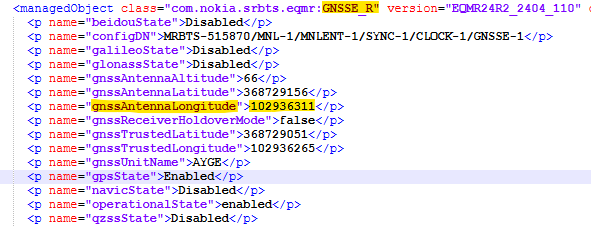 <managedObject class="com.nokia.srbts.eqmr:GNSSE_R" version="EQMR24R2_2404_110"
<p name="beidouState">Disabled</p>
<p name="configDN">MRBTS-515870/MNL-1/MNLENT-1/SYNC-1/CLOCK-1/GNSSE-1</p>
<p name="galileoState">Disabled</p>
<p name="glonassState">Disabled</p>
<p name="gnssAntennaAltitude">66</p>
<p name="gnssAntennaLatitude">368729156</p>
<p name="gnssAntennaLongitude">102936311</p>
<p name="gnssReceiverHoldoverMode">false</p>
<p name="gnssTrustedLatitude">368729051</p>
<p name="gnssTrustedLongitude">102936265</p>
<p name="gnssUnitName">AYGE</p>
<p name="gpsState">Enabled</p>
<p name="navicState">Disabled</p>
<p name="operationalState">enabled</p>
<p name="qzssState">Disabled</p>